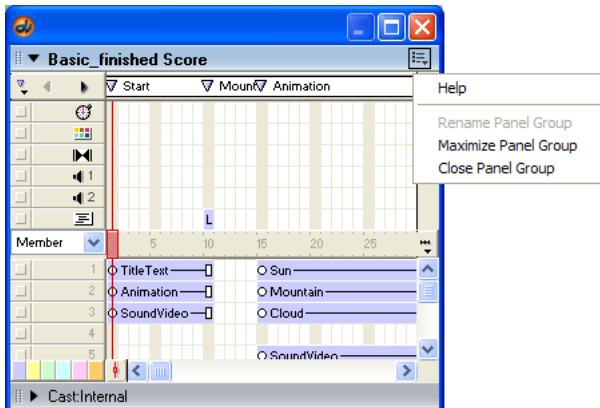 Basic_finished Score
Start Mount Animation
Help
Rename Panel Group
Maximize Panel Group
Close Panel Group
1
2
L
Member 5 10 15 20 25
1 TitleText Sun
2 Animation Mountain
3 SoundVideo Cloud
4
5 SoundVideo
Cast:Internal